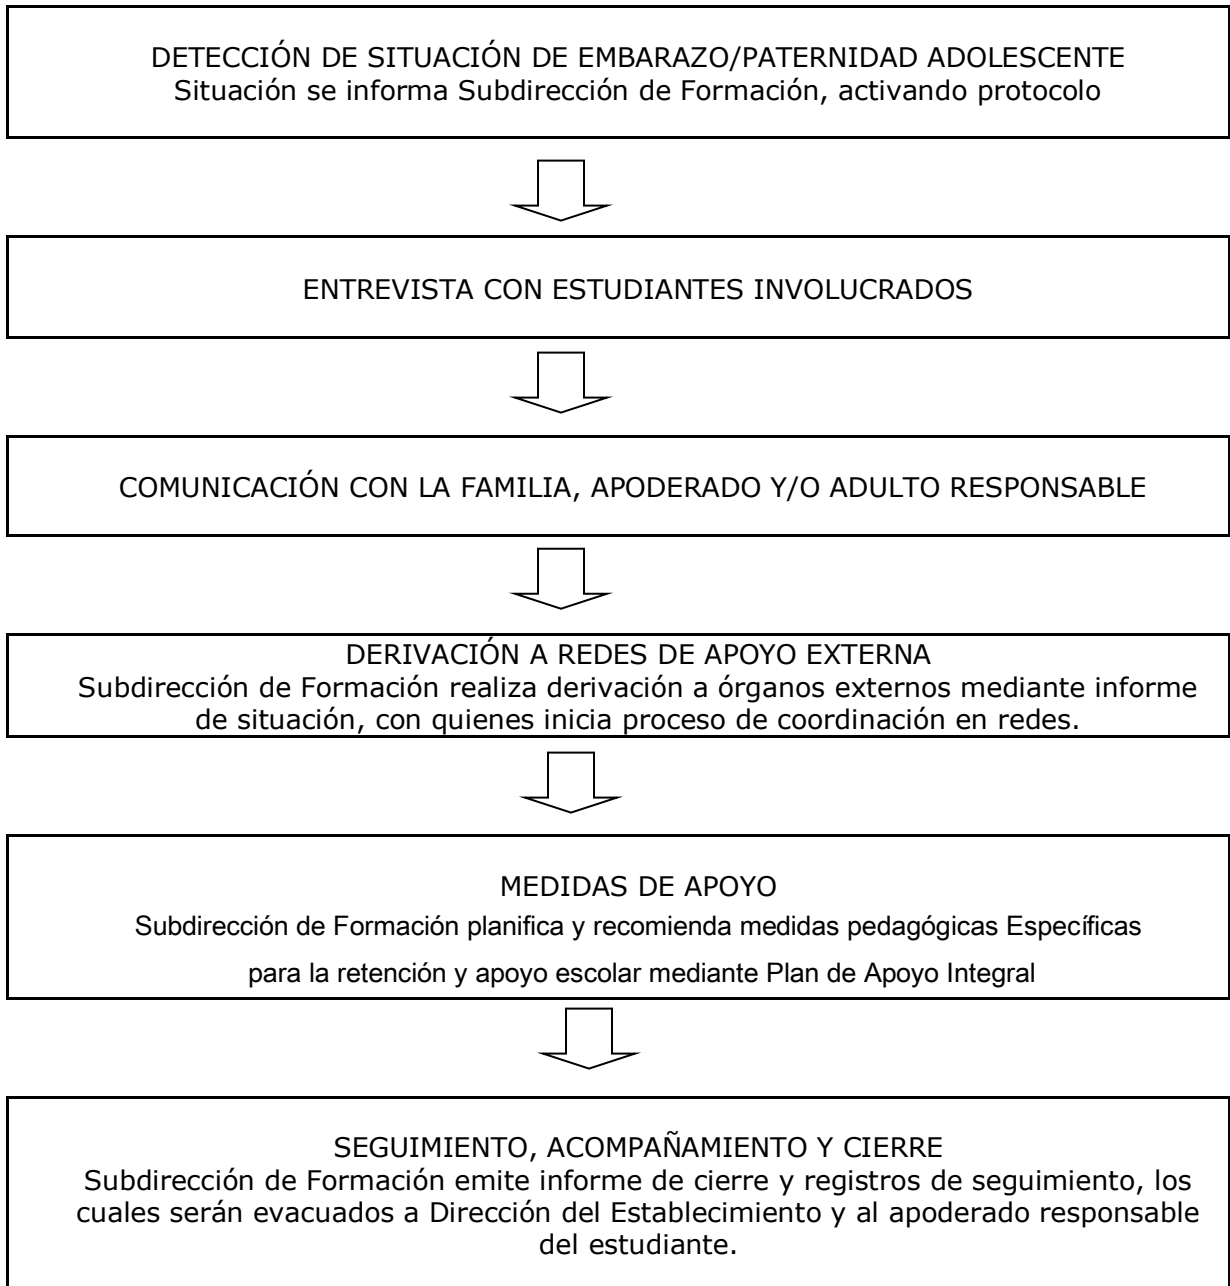 DETECCIÓN DE SITUACIÓN DE EMBARAZO/PATERNIDAD ADOLESCENTE
Situación se informa Subdirección de Formación, activando protocolo
ENTREVISTA CON ESTUDIANTES INVOLUCRADOS
COMUNICACIÓN CON LA FAMILIA, APODERADO Y/O ADULTO RESPONSABLE
DERIVACIÓN A REDES DE APOYO EXTERNA
Subdirección de Formación realiza derivación a órganos externos mediante informe
de situación, con quienes inicia proceso de coordinación en redes.
MEDIDAS DE APOYO
Subdirección de Formación planifica y recomienda medidas pedagógicas Específicas
para la retención y apoyo escolar mediante Plan de Apoyo Integral
SEGUIMIENTO, ACOMPAÑAMIENTO Y CIERRE
Subdirección de Formación emite informe de cierre y registros de seguimiento, los
cuales serán evacuados a Dirección del Establecimiento y al apoderado responsable
del estudiante.